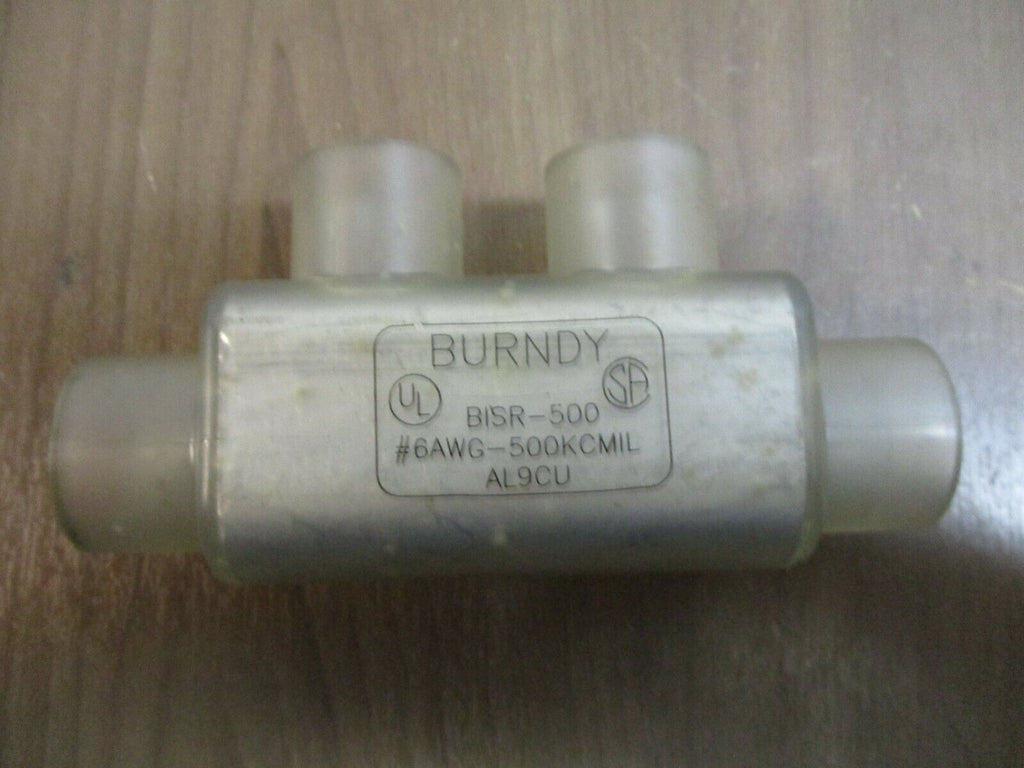 BURNDY
UL SA
BISR-500
#6AWG-500KCMIL
AL9CU